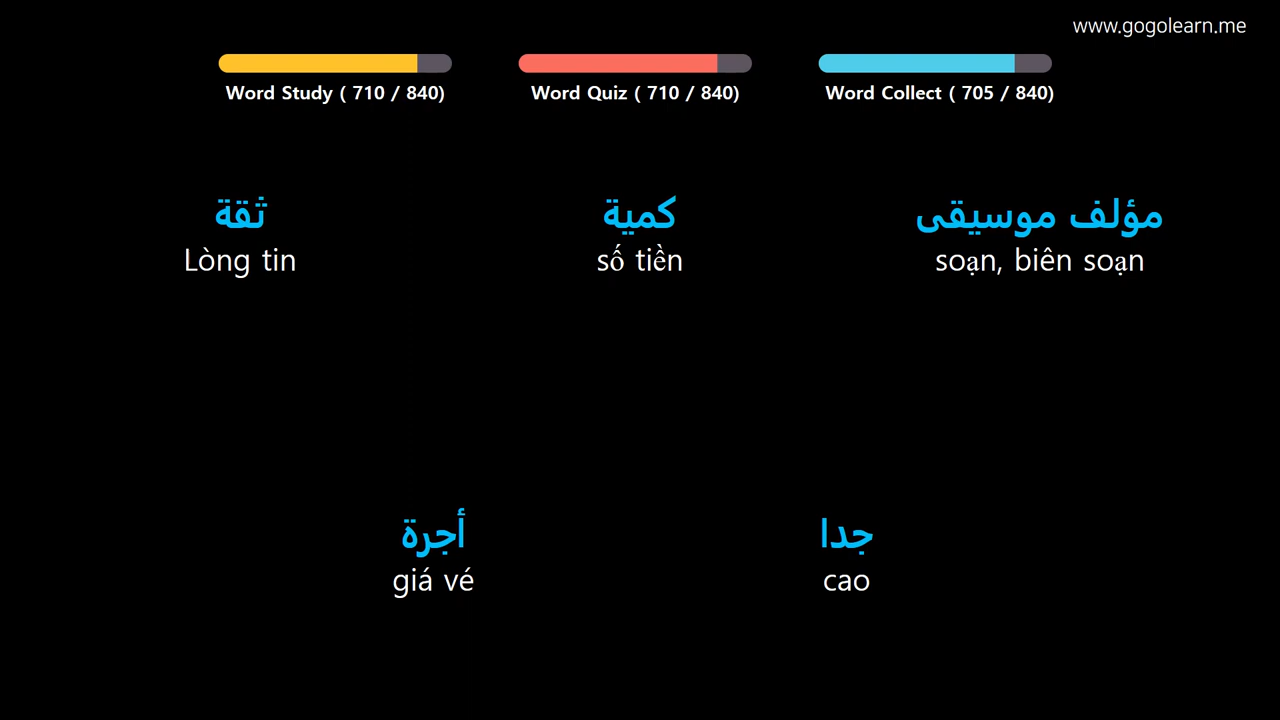 www.gogolearn.me
Word Study ( 710 / 840)
Word Quiz ( 710 / 840)
Word Collect ( 705 / 840)
ثقة
Lòng tin
كمية
số tiền
مؤلف موسيقى
soạn, biên soạn
أجرة
giá vé
جدا
cao